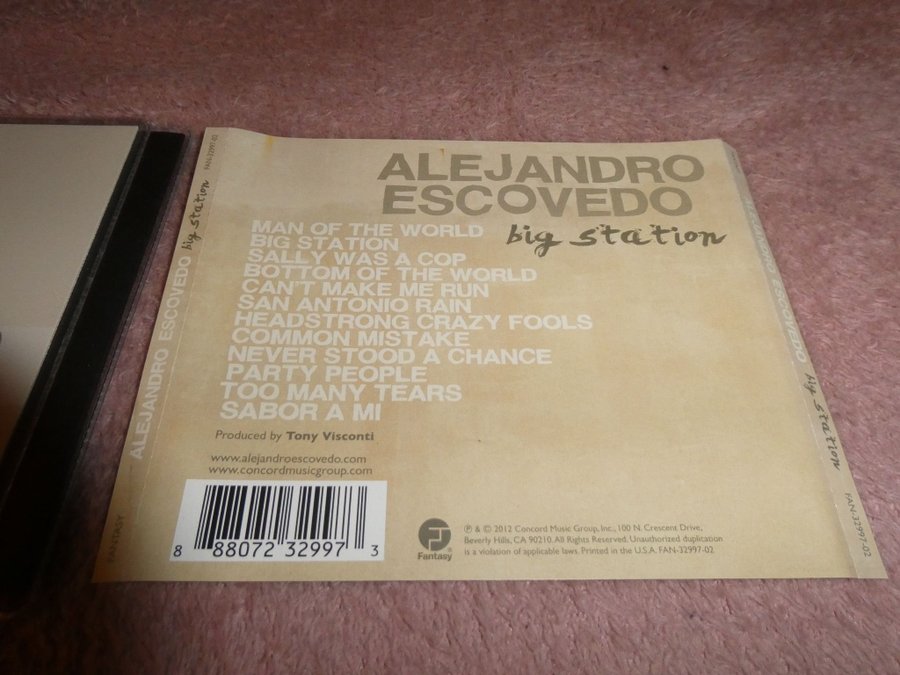 ALEJANDRO
ESCOVEDO
big station
MAN OF THE WORLD
BIG STATION
SALLY WAS A COP
BOTTOM OF THE WORLD
CAN'T MAKE ME RUN
SAN ANTONIO RAIN
HEADSTRONG CRAZY FOOLS
COMMON MISTAKE
NEVER STOOD A CHANCE
PARTY PEOPLE
TOO MANY TEARS
SABOR A MI
Produced by Tony Visconti
www.alejandroescovedo.com
www.concordmusicgroup.com
8 88072 32997 3
Fantasy®
℗ & © 2012 Concord Music Group, Inc., 100 N. Crescent Drive,
Beverly Hills, CA 90210. All Rights Reserved. Unauthorized duplication
is a violation of applicable laws. Printed in the U.S.A. FAN-32997-02
FANTASY ALEJANDRO ESCOVEDO big station FAN-32997-02
ALEJANDRO ESCOVEDO big station FAN-32997-02